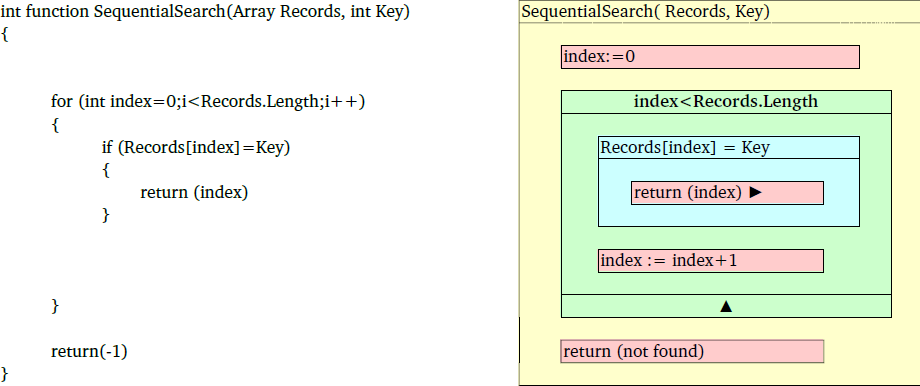 int function SequentialSearch(Array Records, int Key)
{
for (int index=0;i<Records.Length;i++)
{
if (Records[index]=Key)
{
return (index)
}
}
return(-1)
}
SequentialSearch( Records, Key)
index:=0
index<Records.Length
Records[index] = Key
return (index) ►
index := index+1
▲
return (not found)